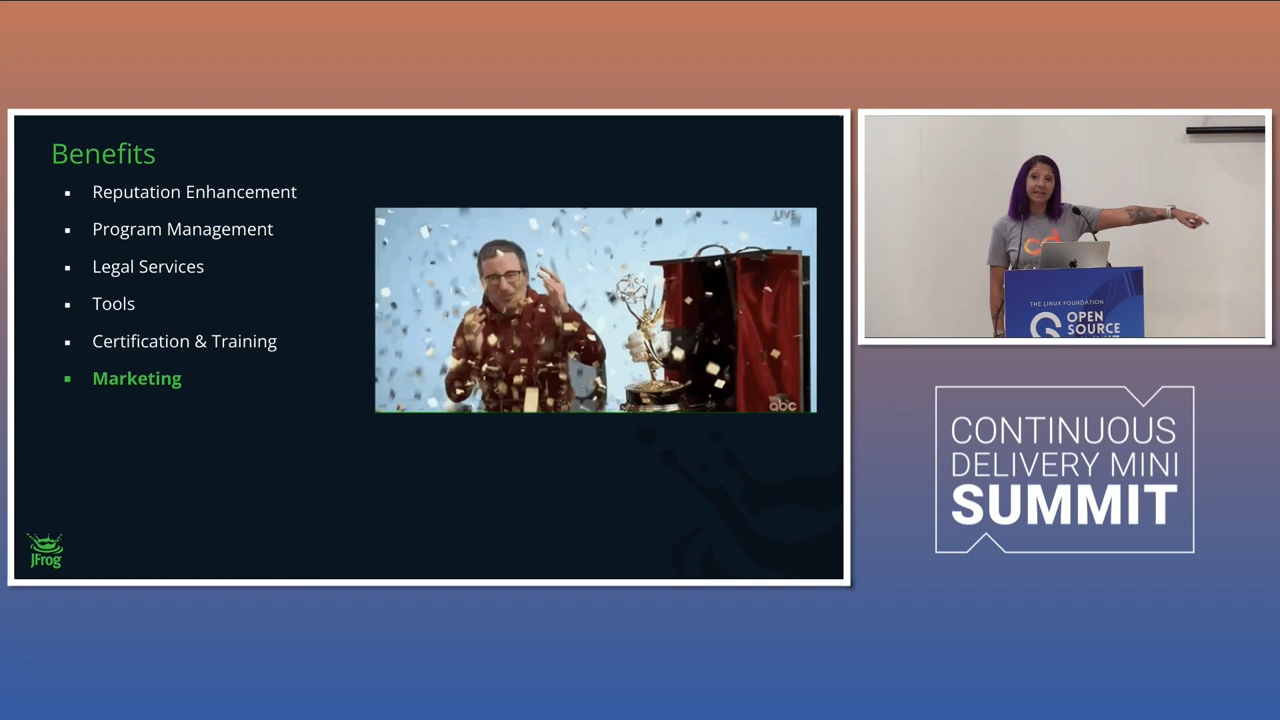 Benefits
Reputation Enhancement
Program Management
Legal Services
Tools
Certification & Training
Marketing
LIVE
abc
JFrog
cd
THE LINUX FOUNDATION
OPEN
SOURCE
CONTINUOUS
DELIVERY MINI
SUMMIT